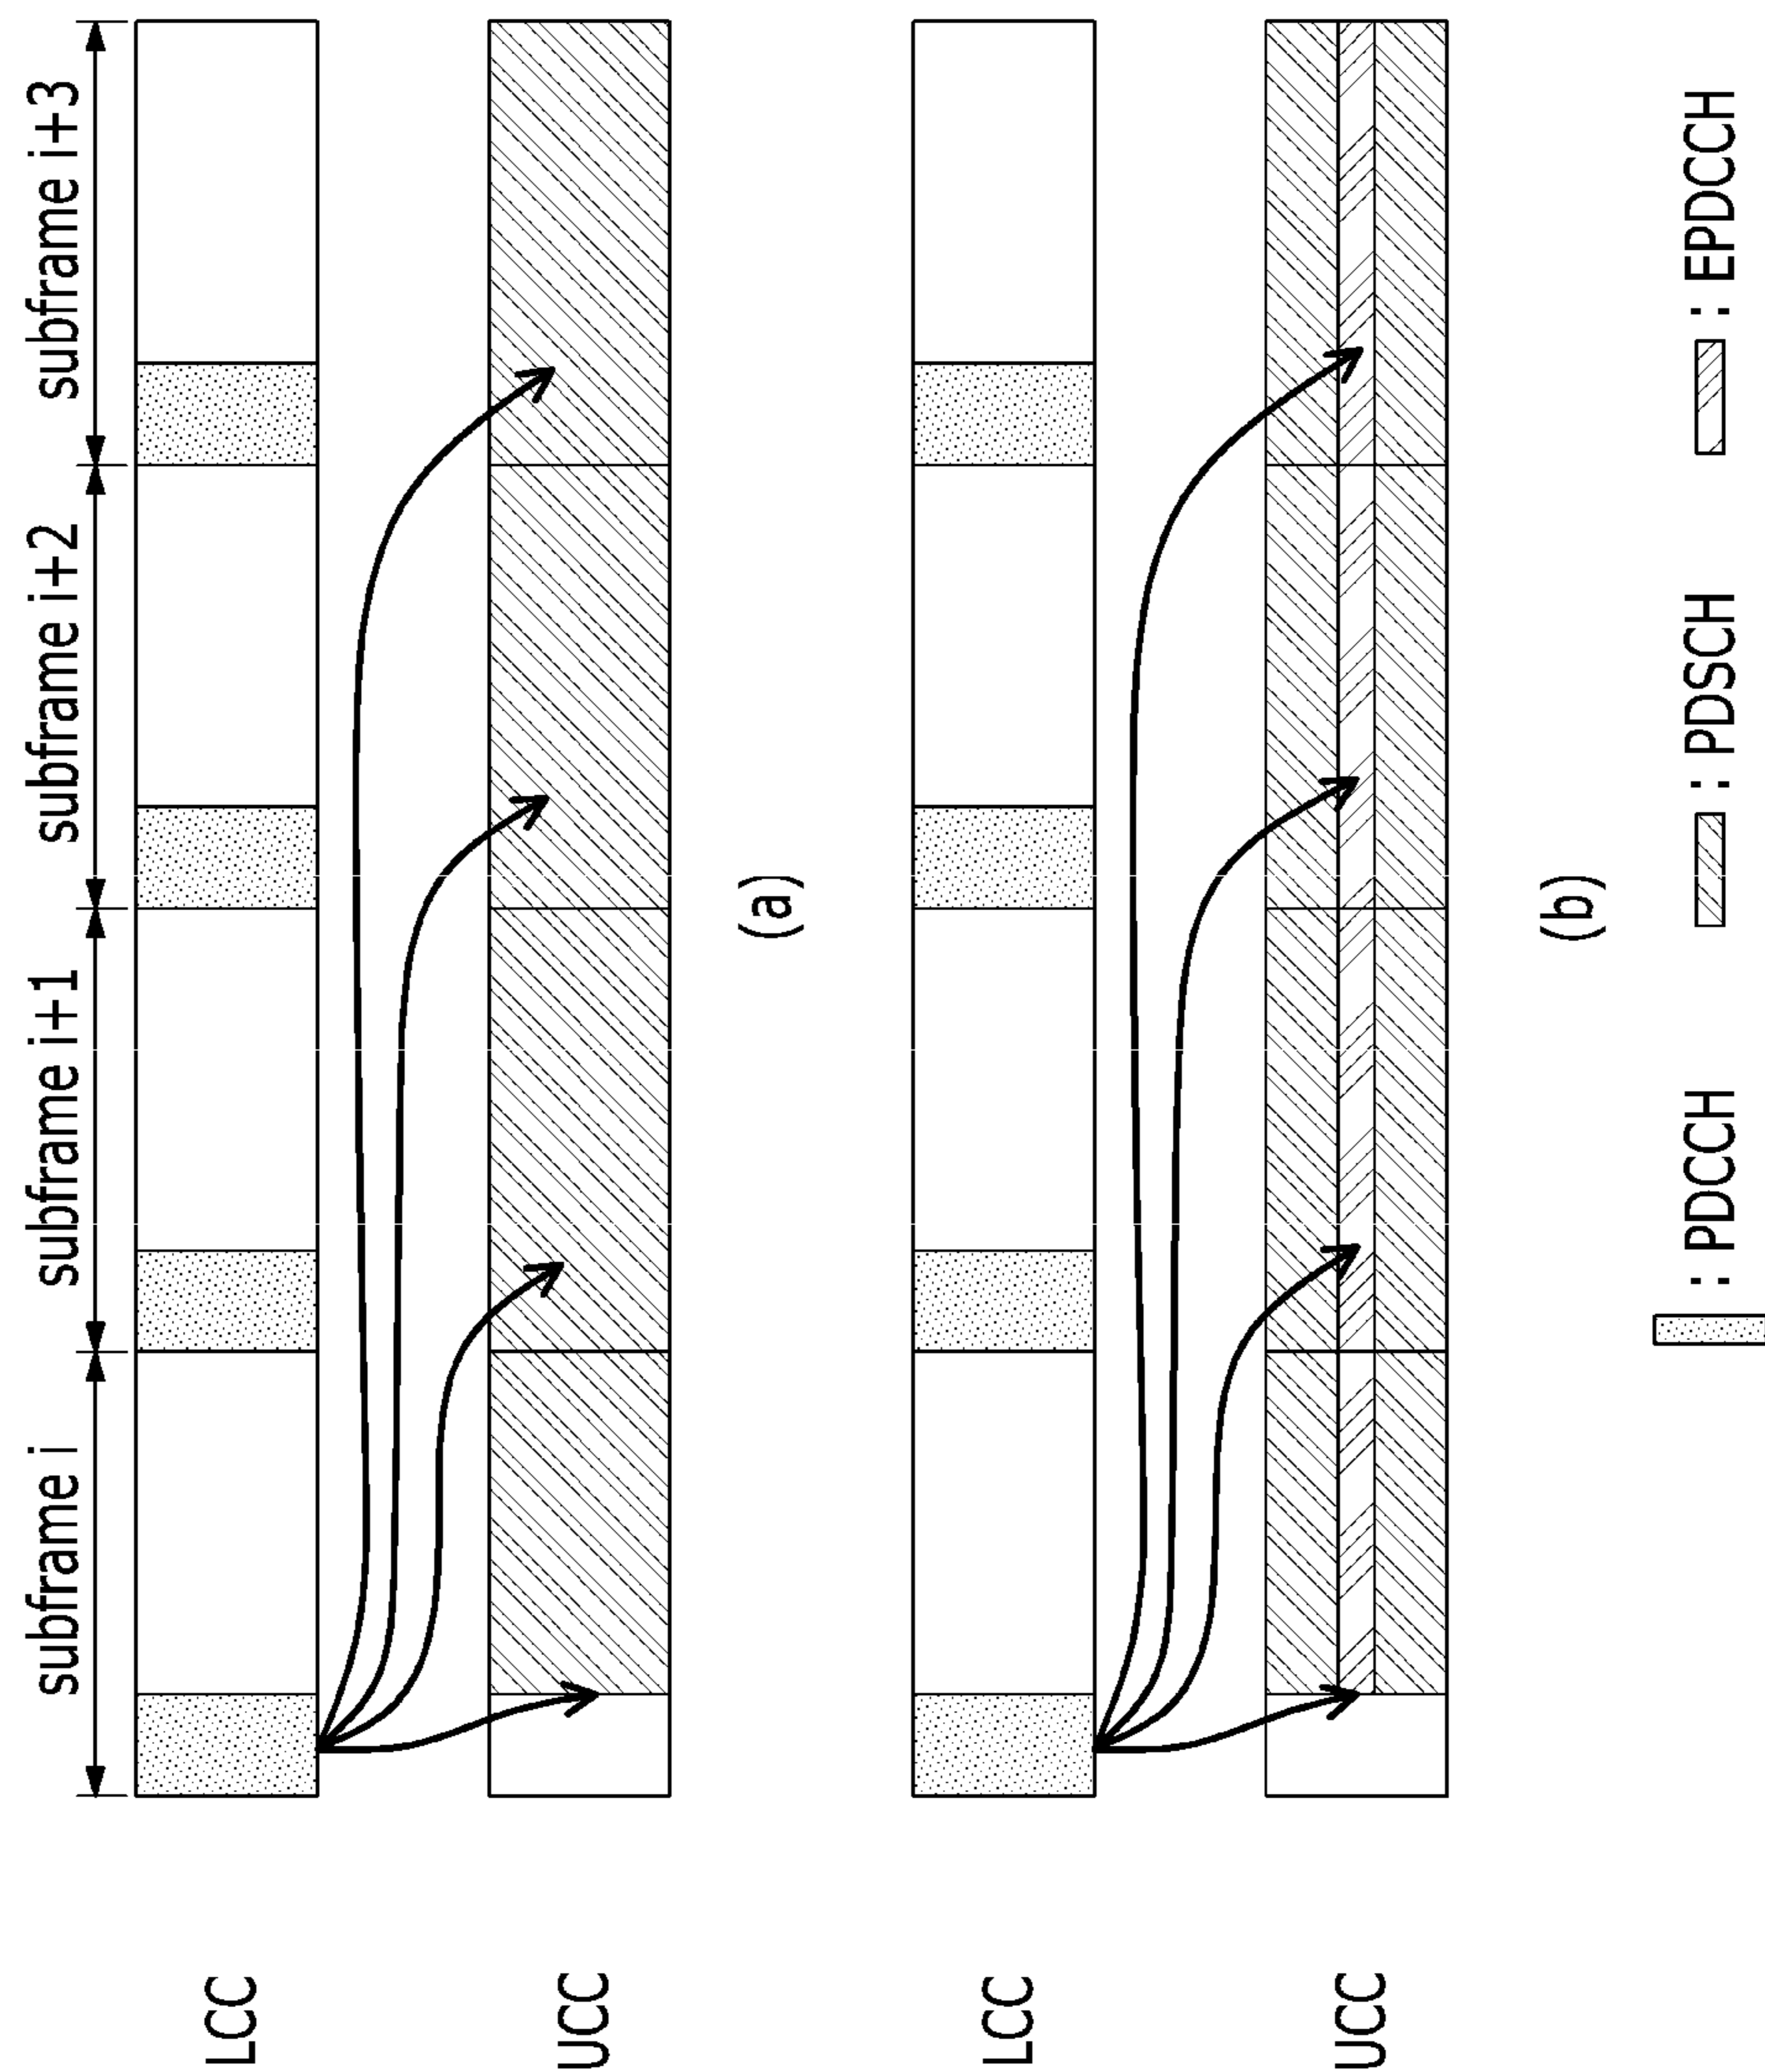 subframe i subframe i+1 subframe i+2 subframe i+3
LCC
UCC
(a)
LCC
UCC
(b)
: PDCCH : PDSCH : EPDCCH